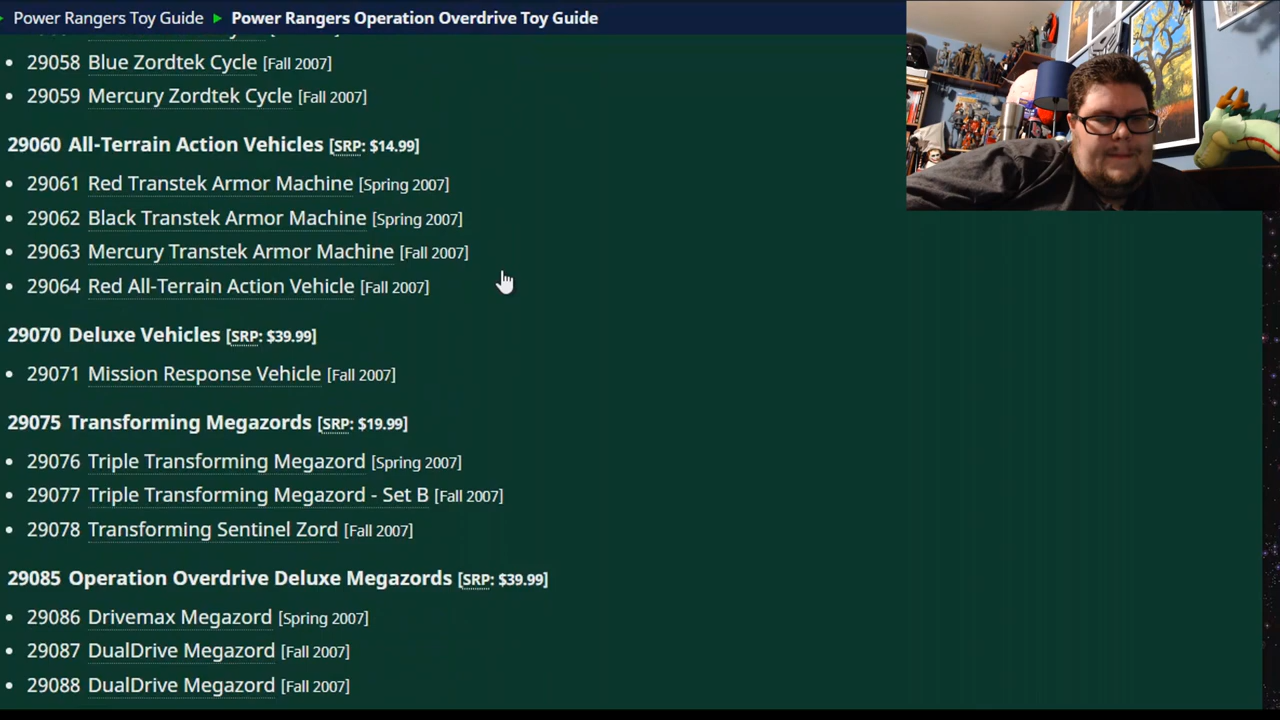 Power Rangers Toy Guide ▶ Power Rangers Operation Overdrive Toy Guide
• 29058 Blue Zordtek Cycle [Fall 2007]
• 29059 Mercury Zordtek Cycle [Fall 2007]
29060 All-Terrain Action Vehicles [SRP: $14.99]
• 29061 Red Transtek Armor Machine [Spring 2007]
• 29062 Black Transtek Armor Machine [Spring 2007]
• 29063 Mercury Transtek Armor Machine [Fall 2007]
• 29064 Red All-Terrain Action Vehicle [Fall 2007]
29070 Deluxe Vehicles [SRP: $39.99]
• 29071 Mission Response Vehicle [Fall 2007]
29075 Transforming Megazords [SRP: $19.99]
• 29076 Triple Transforming Megazord [Spring 2007]
• 29077 Triple Transforming Megazord - Set B [Fall 2007]
• 29078 Transforming Sentinel Zord [Fall 2007]
29085 Operation Overdrive Deluxe Megazords [SRP: $39.99]
• 29086 Drivemax Megazord [Spring 2007]
• 29087 DualDrive Megazord [Fall 2007]
• 29088 DualDrive Megazord [Fall 2007]